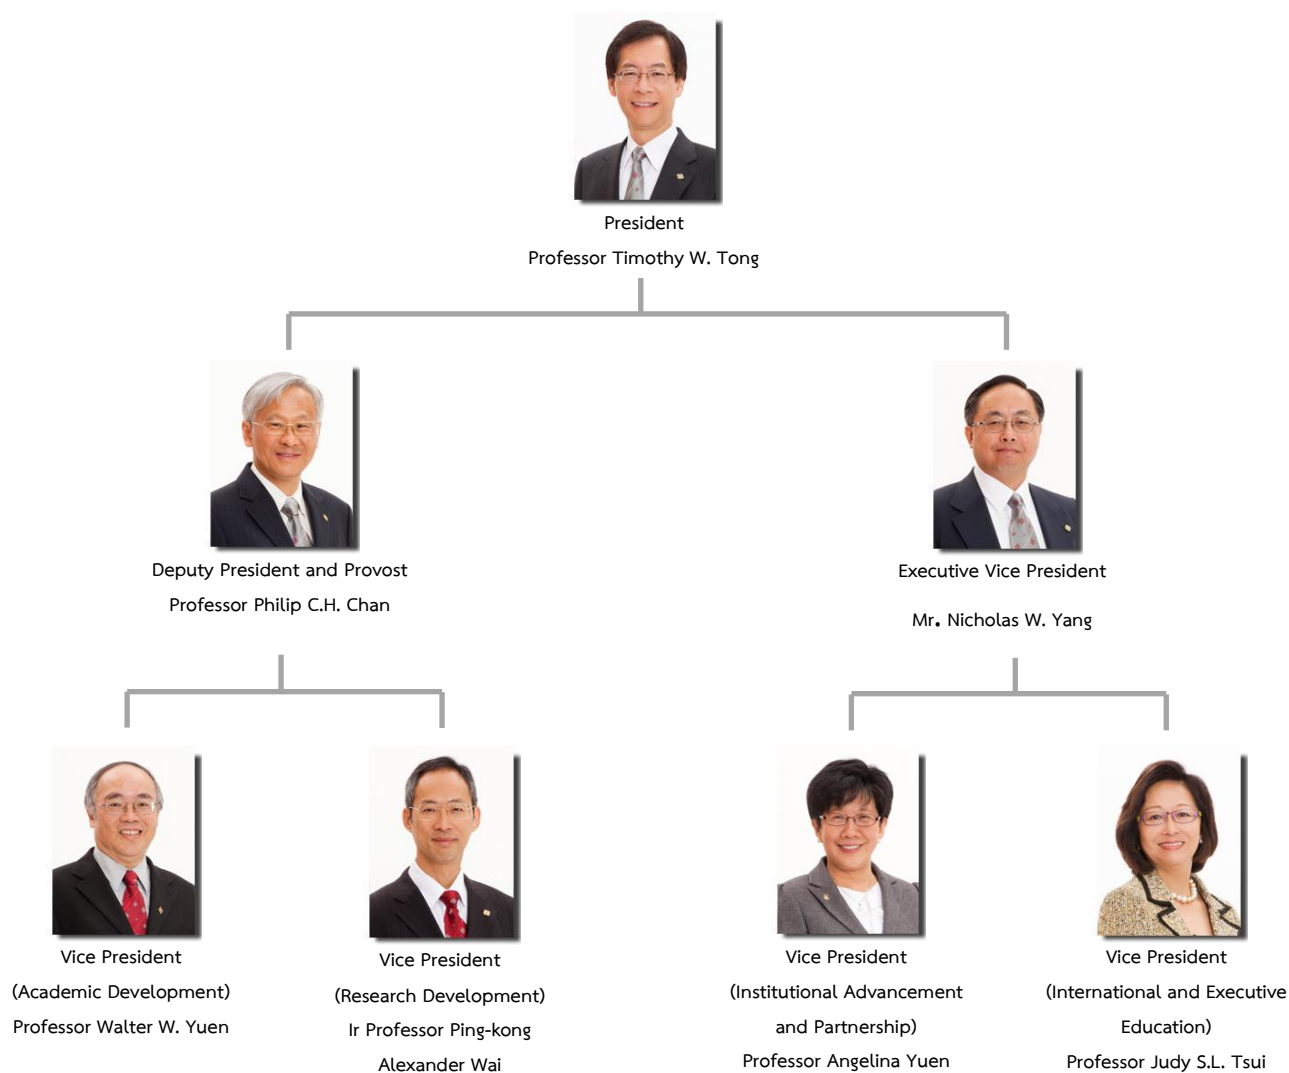 President
Professor Timothy W. Tong
Deputy President and Provost
Professor Philip C.H. Chan
Executive Vice President
Mr. Nicholas W. Yang
Vice President
(Academic Development)
Professor Walter W. Yuen
Vice President
(Research Development)
Ir Professor Ping-kong
Alexander Wai
Vice President
(Institutional Advancement
and Partnership)
Professor Angelina Yuen
Vice President
(International and Executive
Education)
Professor Judy S.L. Tsui